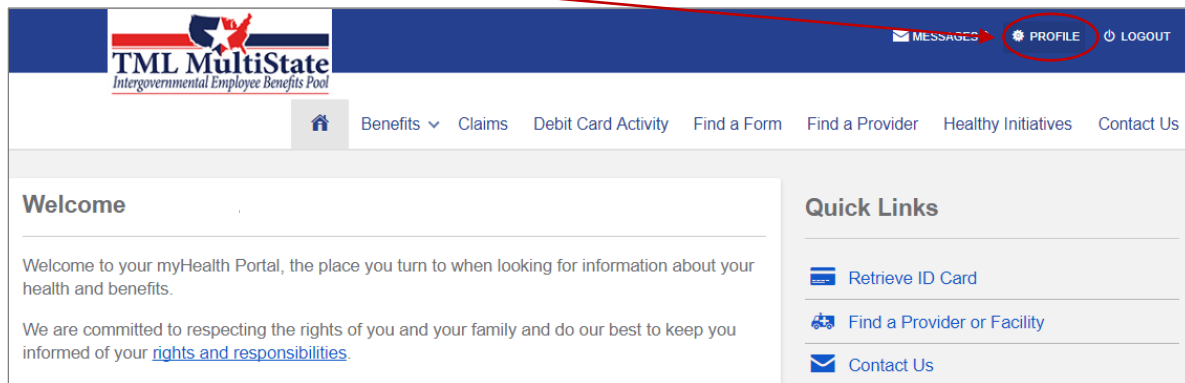 TML MultiState
Intergovernmental Employee Benefits Pool
MESSAGES
PROFILE
LOGOUT
Benefits
Claims
Debit Card Activity
Find a Form
Find a Provider
Healthy Initiatives
Contact Us
Welcome
Welcome to your myHealth Portal, the place you turn to when looking for information about your
health and benefits.
We are committed to respecting the rights of you and your family and do our best to keep you
informed of your rights and responsibilities.
Quick Links
Retrieve ID Card
Find a Provider or Facility
Contact Us